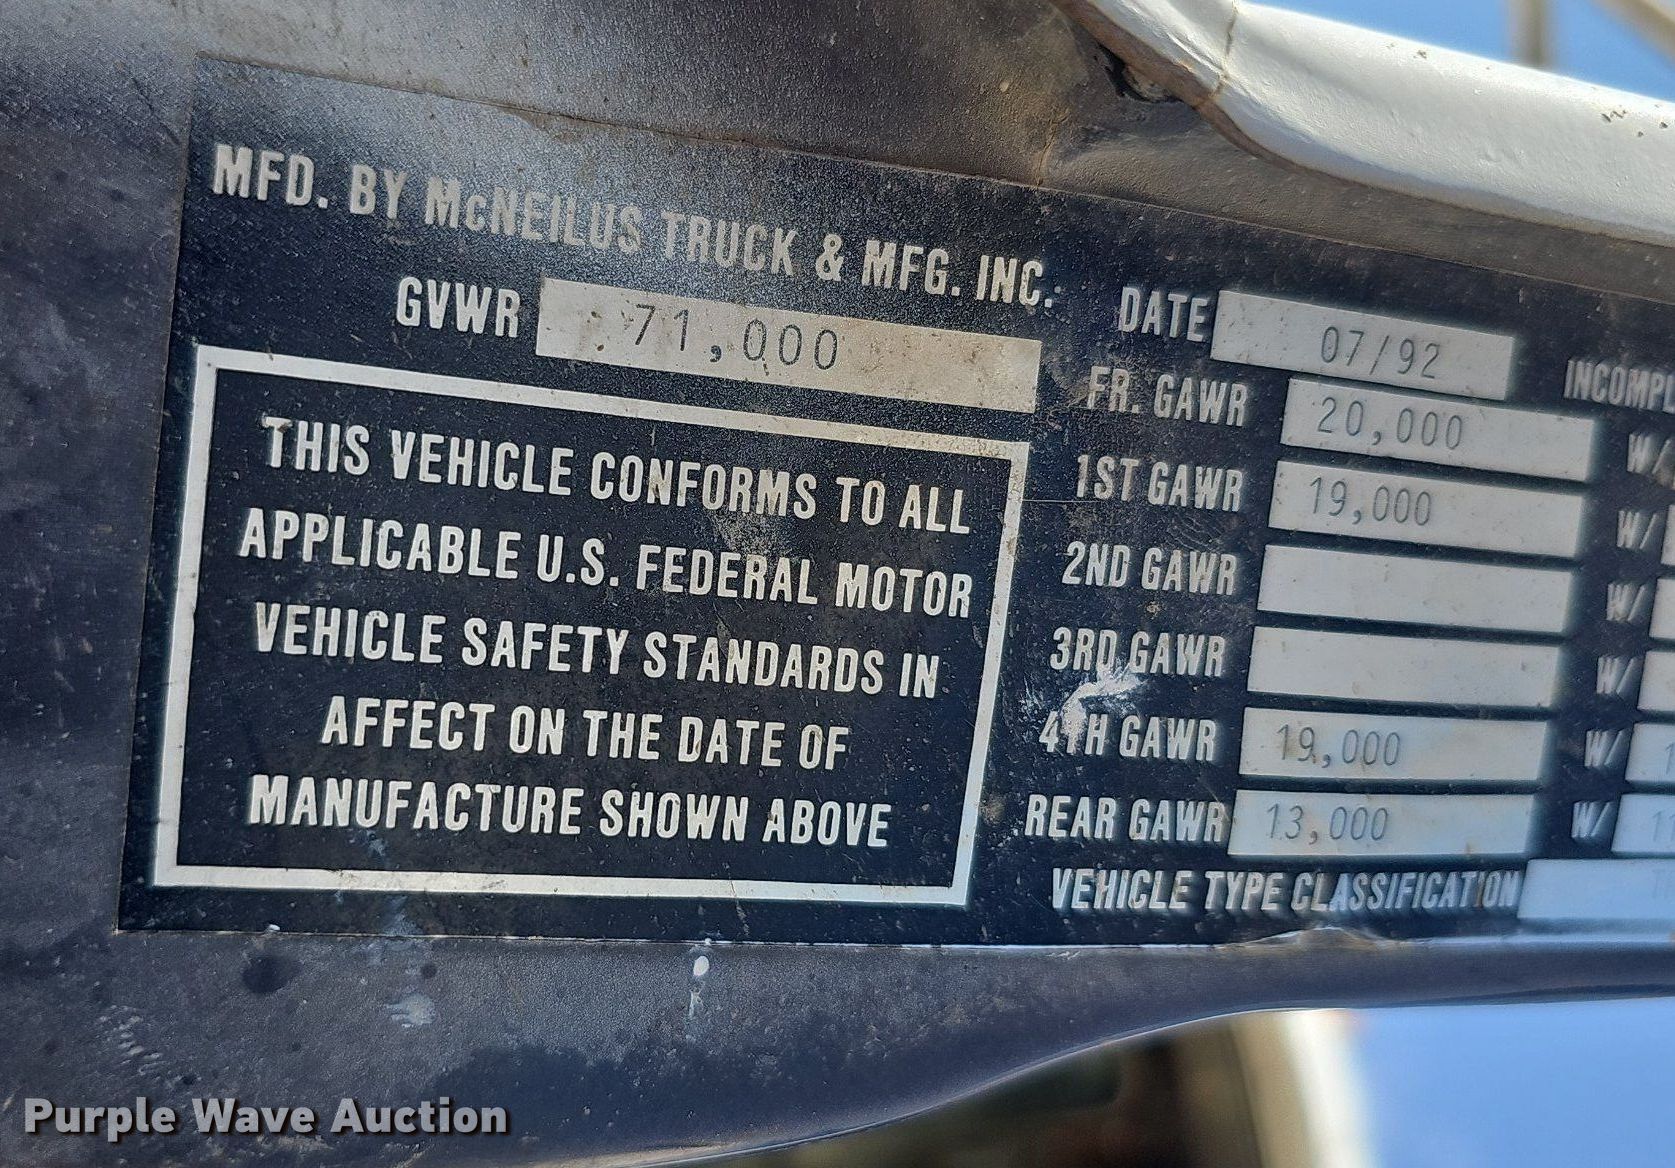 MFD. BY McNEILUS TRUCK & MFG. INC.
GVWR 71,000
THIS VEHICLE CONFORMS TO ALL
APPLICABLE U.S. FEDERAL MOTOR
VEHICLE SAFETY STANDARDS IN
AFFECT ON THE DATE OF
MANUFACTURE SHOWN ABOVE
DATE 07/92
FR. GAWR 20,000 W/
1ST GAWR 19,000 W/
2ND GAWR W/
3RD GAWR W/
4TH GAWR 19,000 W/
REAR GAWR 13,000 W/
VEHICLE TYPE CLASSIFICATION
Purple Wave Auction